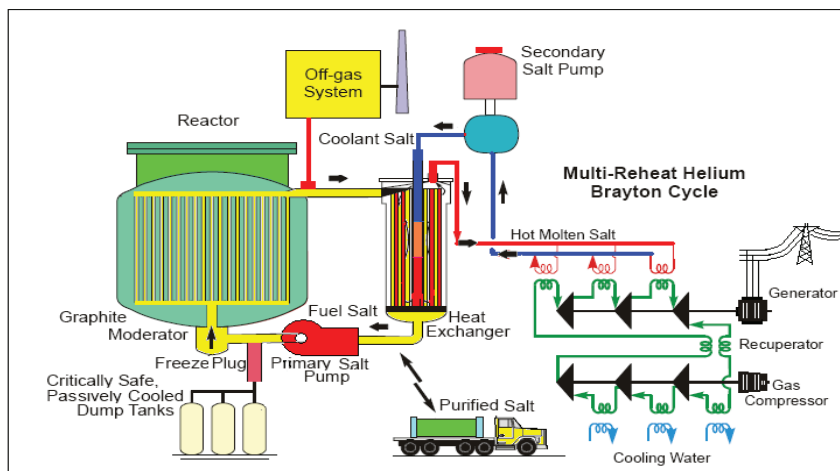 Secondary
Salt Pump
Off-gas
System
Reactor
Coolant Salt
Multi-Reheat Helium
Brayton Cycle
Hot Molten Salt
Generator
Graphite
Moderator
Fuel Salt
Heat
Exchanger
Recuperator
Freeze Plug
Primary Salt
Pump
Critically Safe,
Passively Cooled
Dump Tanks
Purified Salt
Gas
Compressor
Cooling Water